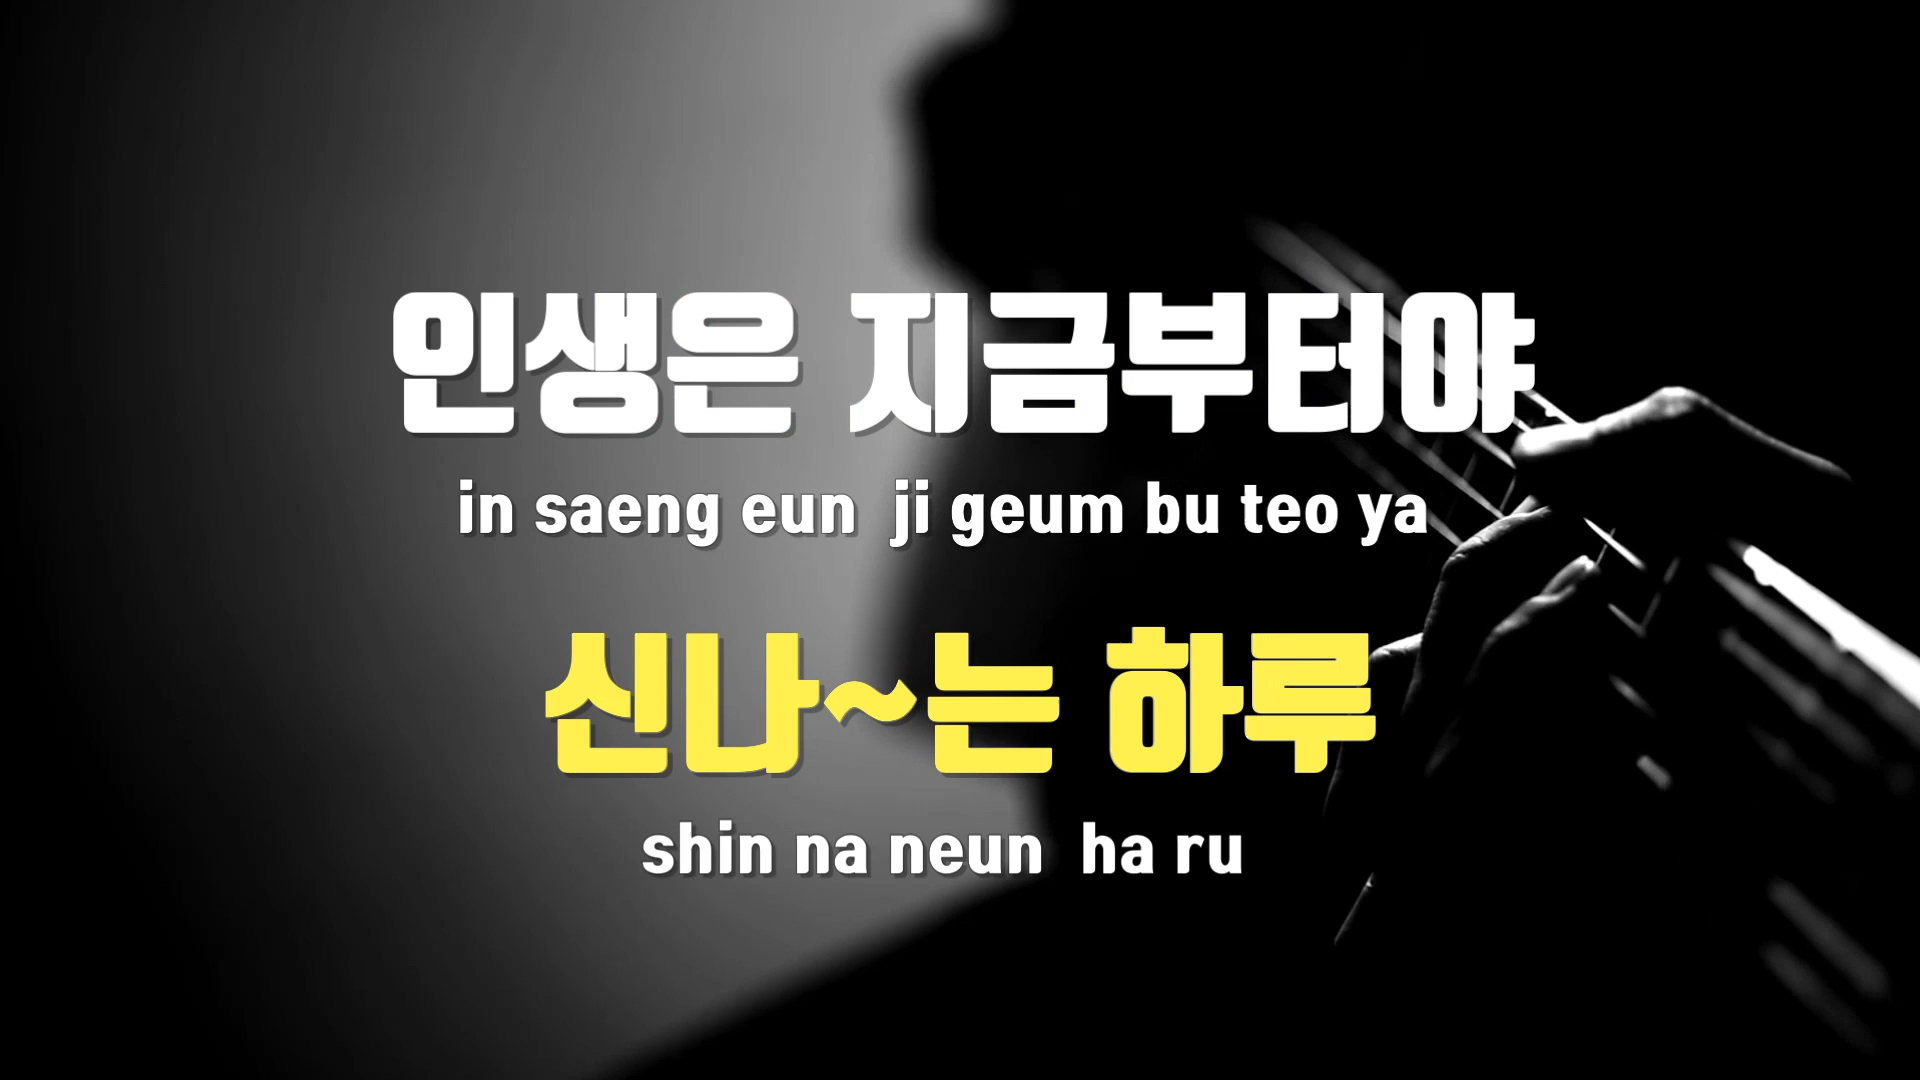 인생은 지금부터야
in saeng eun ji geum bu teo ya
신나~는 하루
shin na neun ha ru